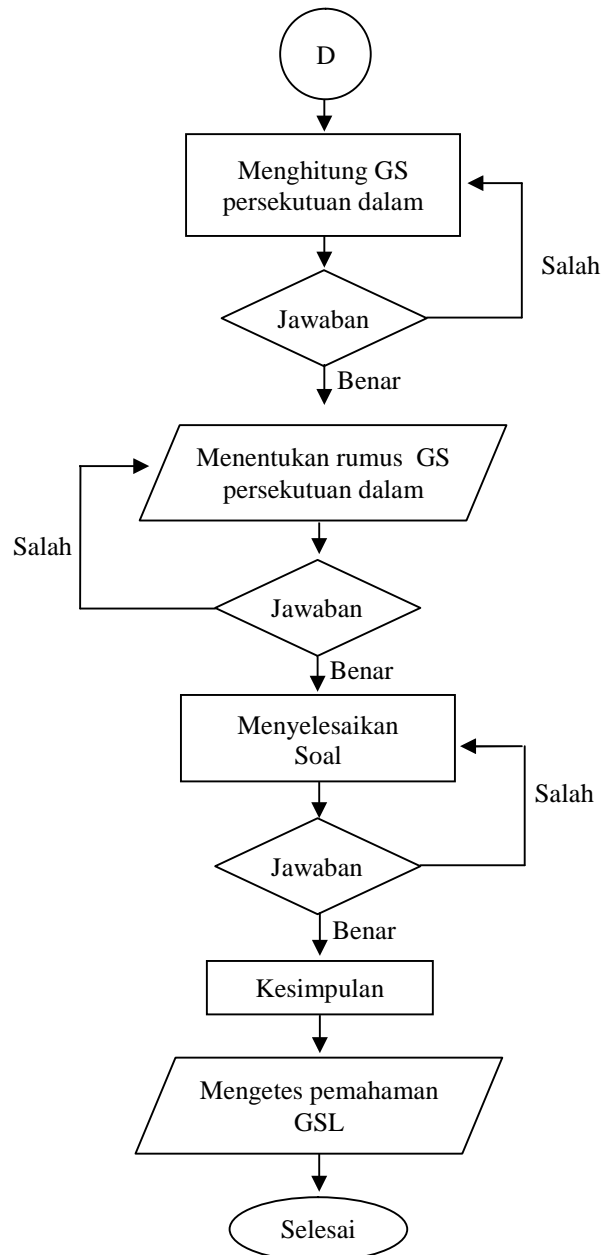 D
Menghitung GS
persekutuan dalam
Salah
Jawaban
Benar
Menentukan rumus GS
persekutuan dalam
Salah
Jawaban
Benar
Menyelesaikan
Soal
Salah
Jawaban
Benar
Kesimpulan
Mengetes pemahaman
GSL
Selesai